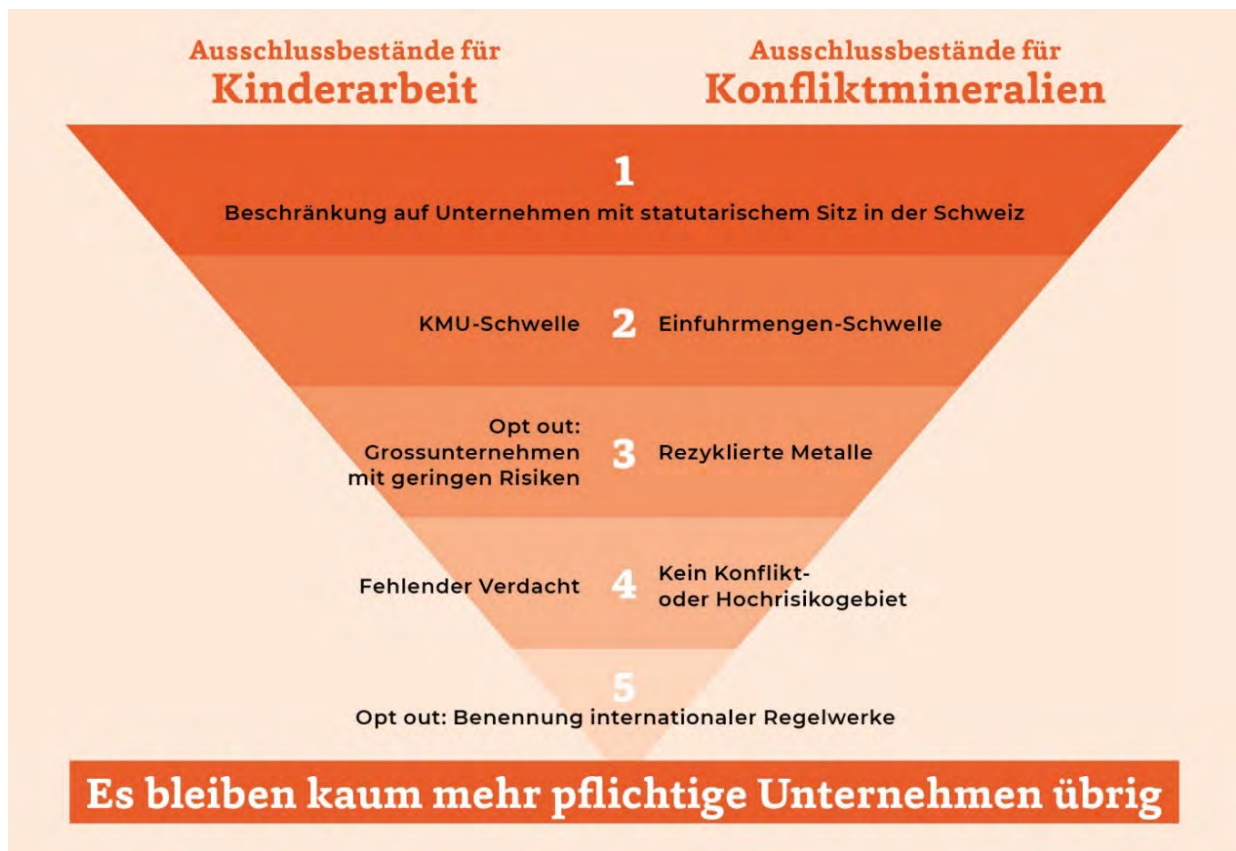 Ausschlussbestände für
Kinderarbeit
Ausschlussbestände für
Konfliktmineralien
1
Beschränkung auf Unternehmen mit statutarischem Sitz in der Schweiz
KMU-Schwelle 2 Einfuhrmengen-Schwelle
Opt out:
Grossunternehmen
mit geringen Risiken
3
Rezyklierte Metalle
Fehlender Verdacht
4
Kein Konflikt-
oder Hochrisikogebiet
5
Opt out: Benennung internationaler Regelwerke
Es bleiben kaum mehr pflichtige Unternehmen übrig